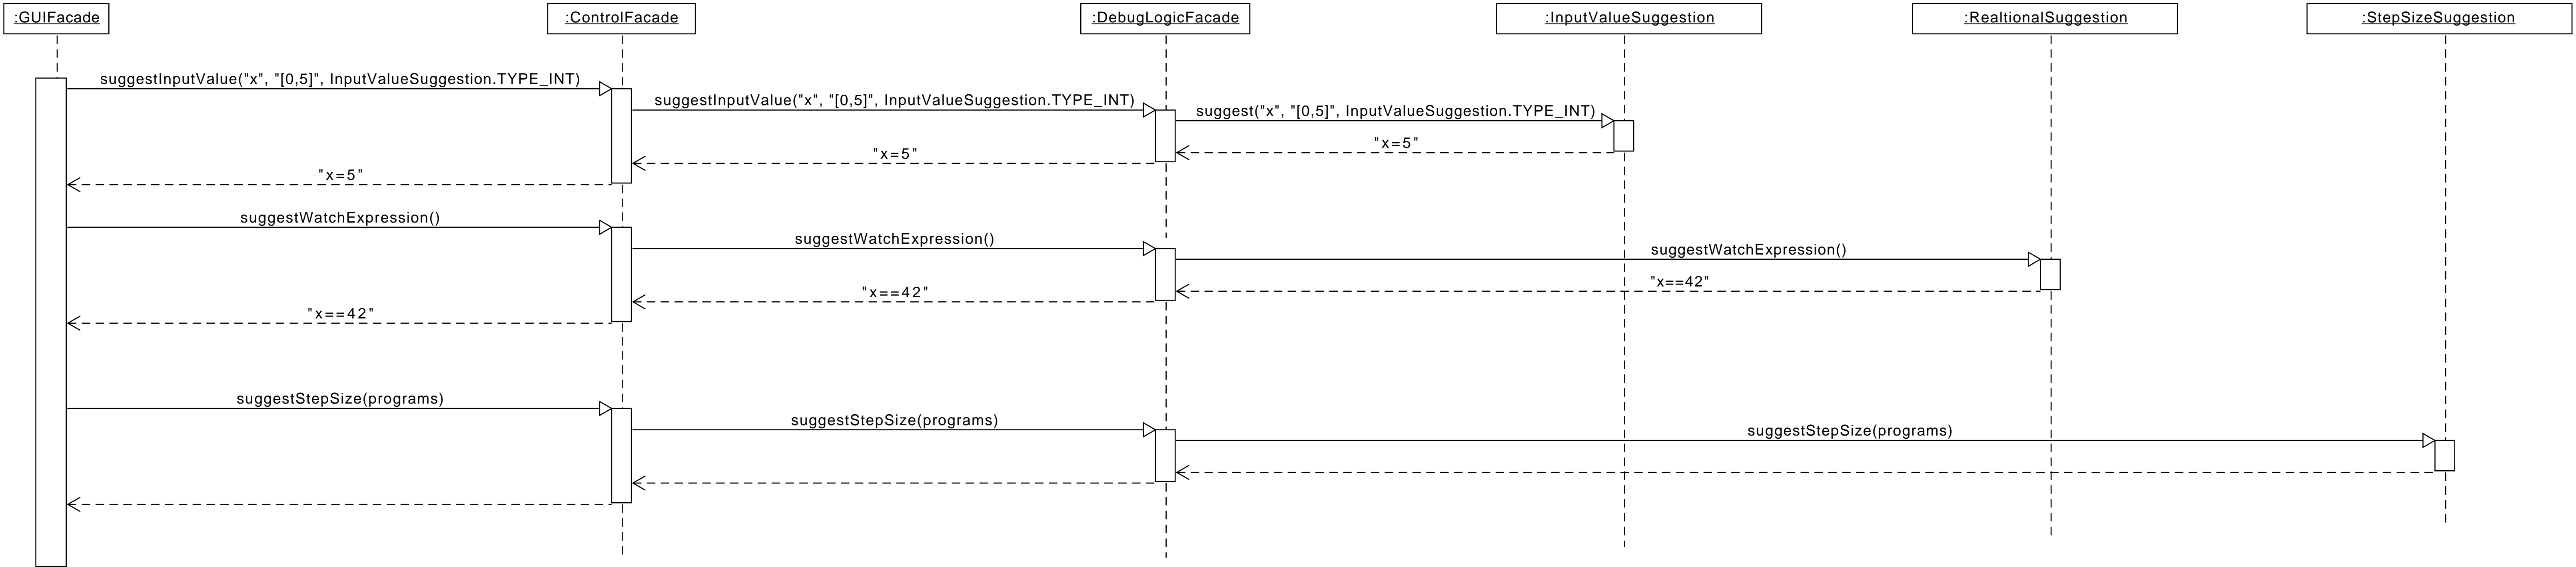 :GUIFacade
:ControlFacade
:DebugLogicFacade
:InputValueSuggestion
:RealtionalSuggestion
:StepSizeSuggestion
suggestInputValue("x", "[0,5]", InputValueSuggestion.TYPE_INT)
suggestInputValue("x", "[0,5]", InputValueSuggestion.TYPE_INT)
suggest("x", "[0,5]", InputValueSuggestion.TYPE_INT)
"x=5"
"x=5"
"x=5"
suggestWatchExpression()
suggestWatchExpression()
suggestWatchExpression()
"x==42"
"x==42"
"x==42"
suggestStepSize(programs)
suggestStepSize(programs)
suggestStepSize(programs)